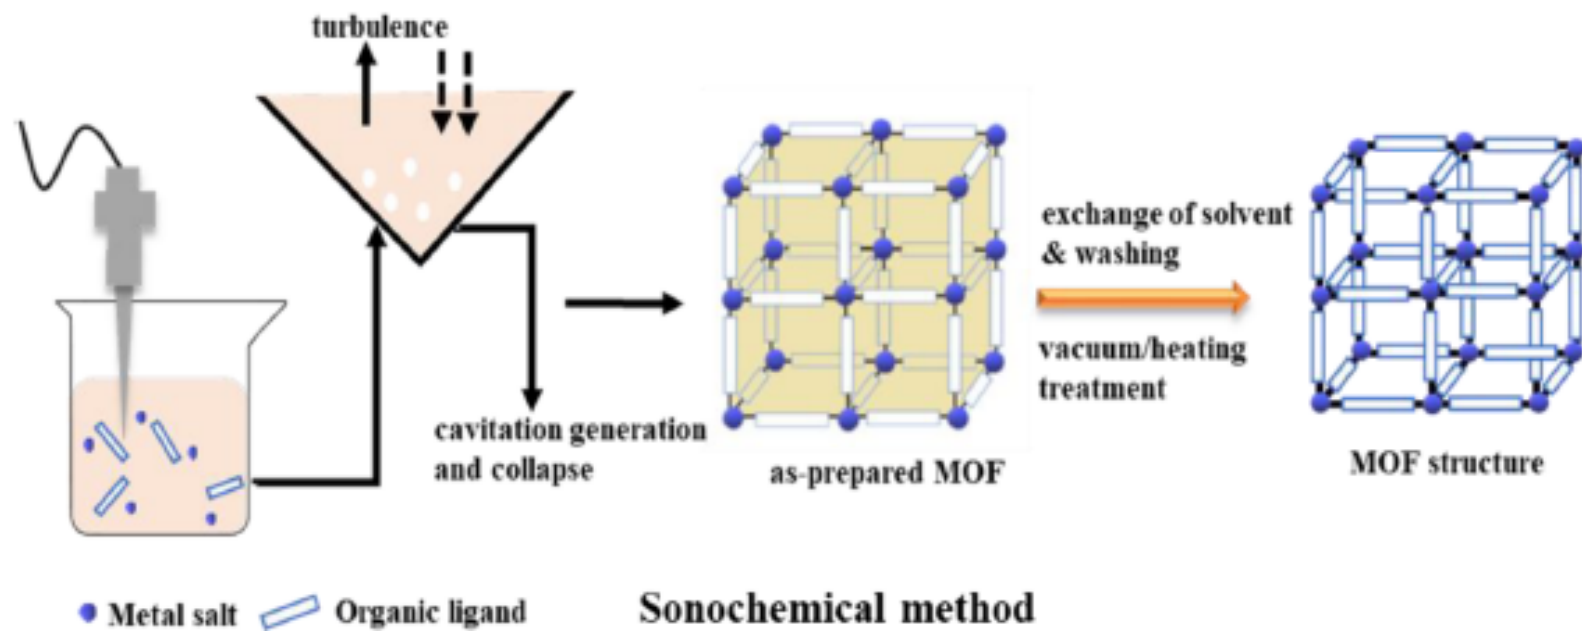 turbulence
cavitation generation
and collapse
as-prepared MOF
exchange of solvent
& washing
vacuum/heating
treatment
MOF structure
Metal salt
Organic ligand
Sonochemical method